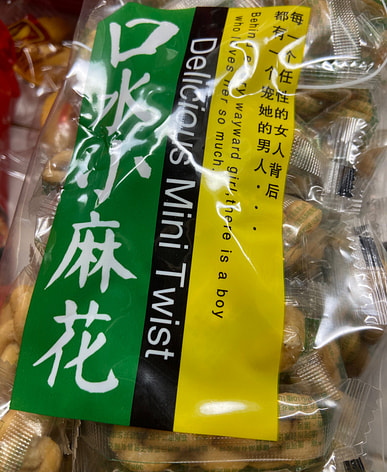 口水小麻花
Delicious Mini Twist
每一个任性的女人背后
都有一个宠她的男人....
wayward girl, there is a boy
who loves her so much.